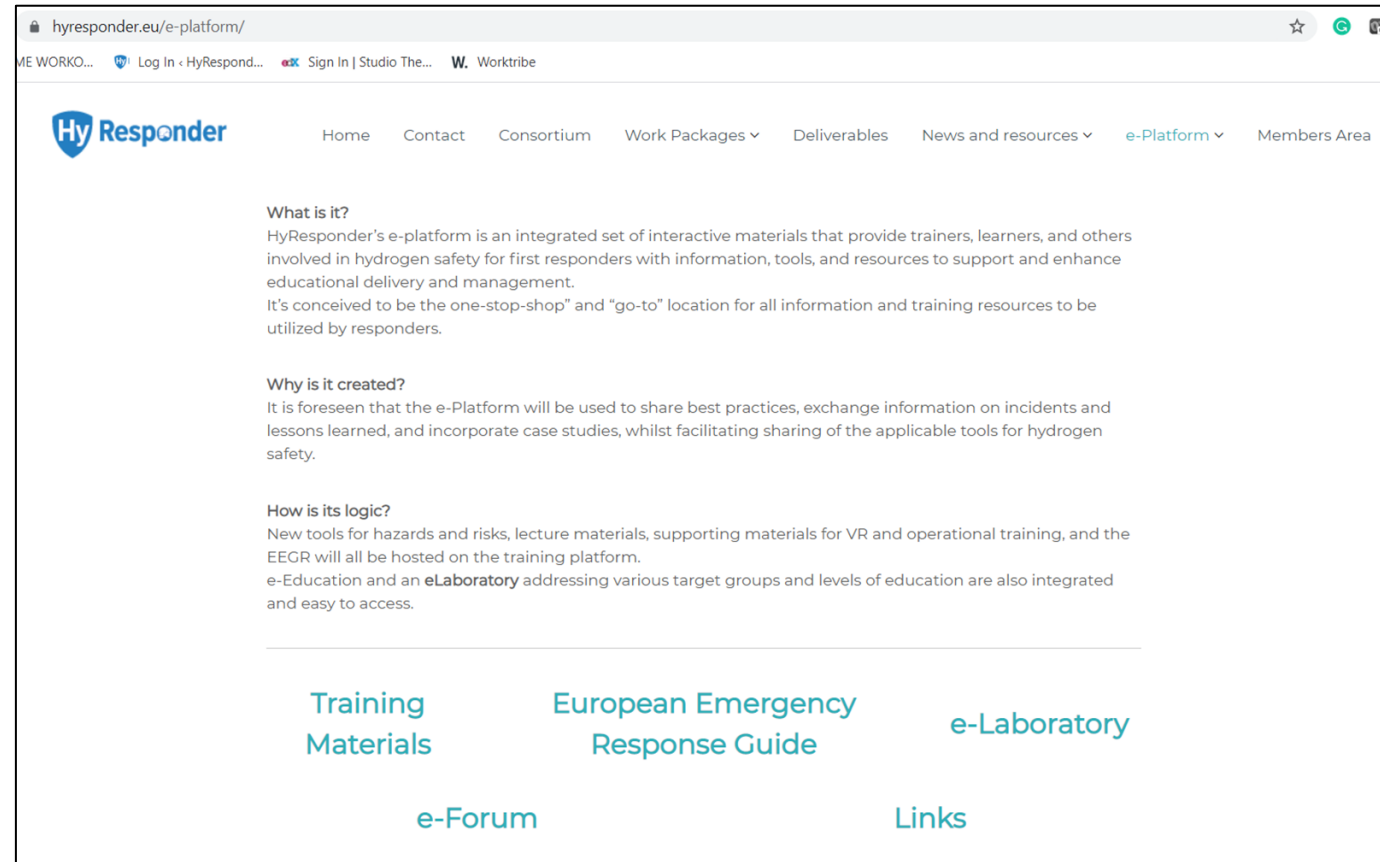 hyresponder.eu/e-platform/
ME WORKO... Log In ‹ HyRespond... Sign In | Studio The... W. Worktribe
Hy Responder Home Contact Consortium Work Packages Deliverables News and resources e-Platform Members Area
What is it?
HyResponder's e-platform is an integrated set of interactive materials that provide trainers, learners, and others
involved in hydrogen safety for first responders with information, tools, and resources to support and enhance
educational delivery and management.
It's conceived to be the one-stop-shop” and “go-to” location for all information and training resources to be
utilized by responders.
Why is it created?
It is foreseen that the e-Platform will be used to share best practices, exchange information on incidents and
lessons learned, and incorporate case studies, whilst facilitating sharing of the applicable tools for hydrogen
safety.
How is its logic?
New tools for hazards and risks, lecture materials, supporting materials for VR and operational training, and the
EEGR will all be hosted on the training platform.
e-Education and an eLaboratory addressing various target groups and levels of education are also integrated
and easy to access.
Training
Materials
European Emergency
Response Guide
e-Laboratory
e-Forum
Links